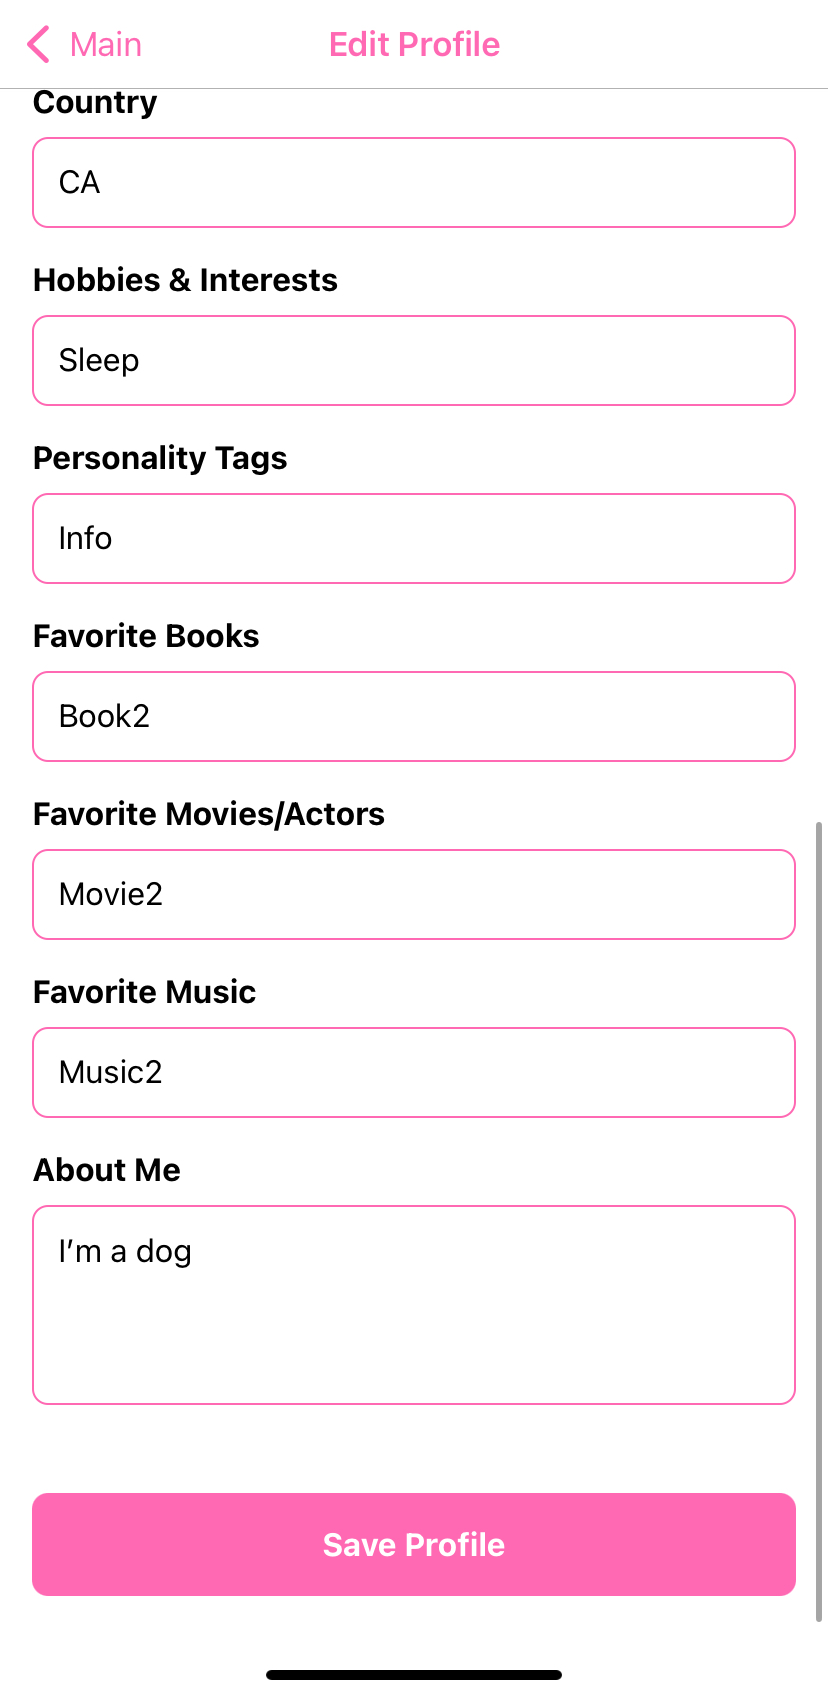 Main
Edit Profile
Country
CA
Hobbies & Interests
Sleep
Personality Tags
Info
Favorite Books
Book2
Favorite Movies/Actors
Movie2
Favorite Music
Music2
About Me
I’m a dog
Save Profile